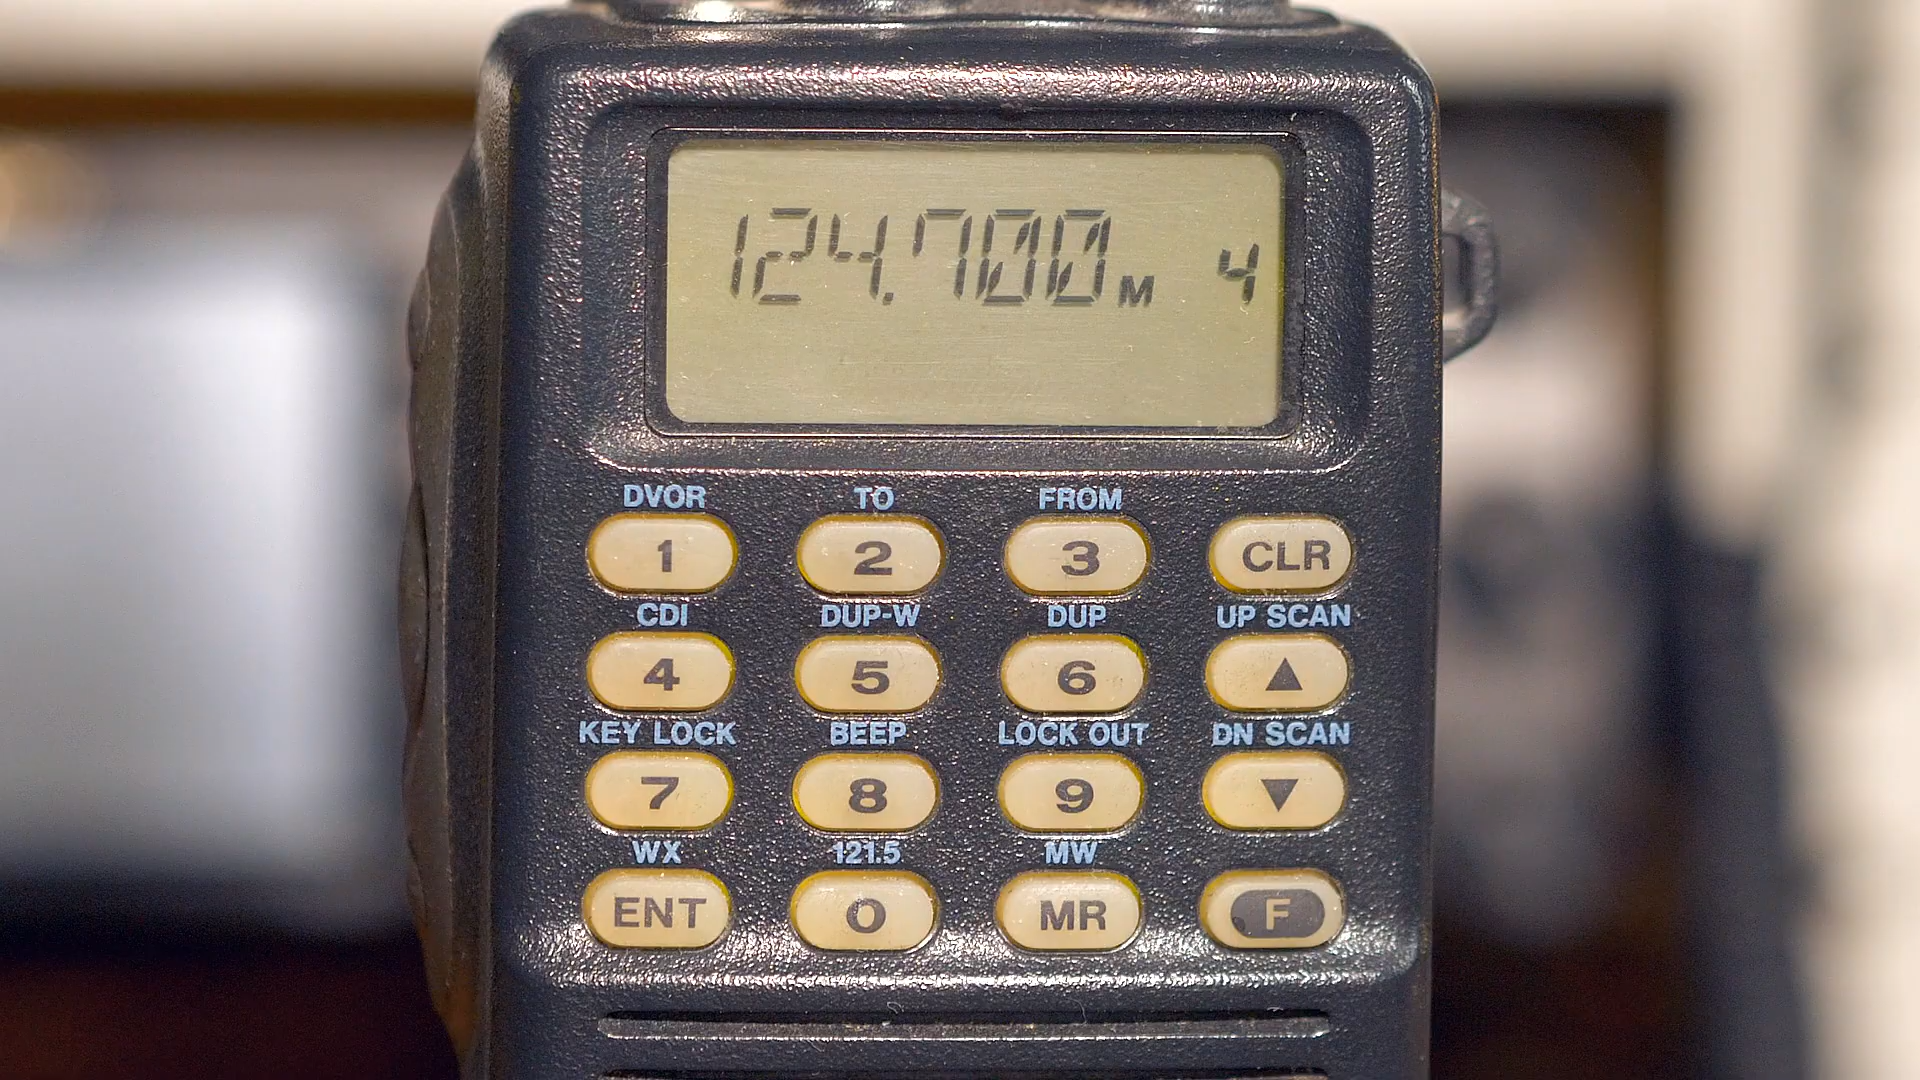 124.700 M 4
DVOR TO FROM
1 2 3 CLR
CDI DUP-W DUP UP SCAN
4 5 6 ▲
KEY LOCK BEEP LOCK OUT DN SCAN
7 8 9 ▼
WX 121.5 MW
ENT 0 MR F